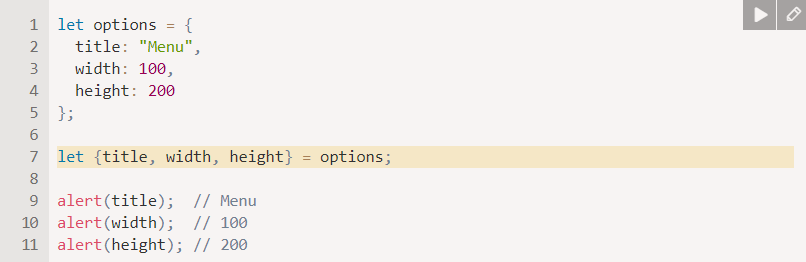 1 let options = {
2   title: "Menu",
3   width: 100,
4   height: 200
5 };
6
7 let {title, width, height} = options;
8
9 alert(title);  // Menu
10 alert(width);  // 100
11 alert(height); // 200